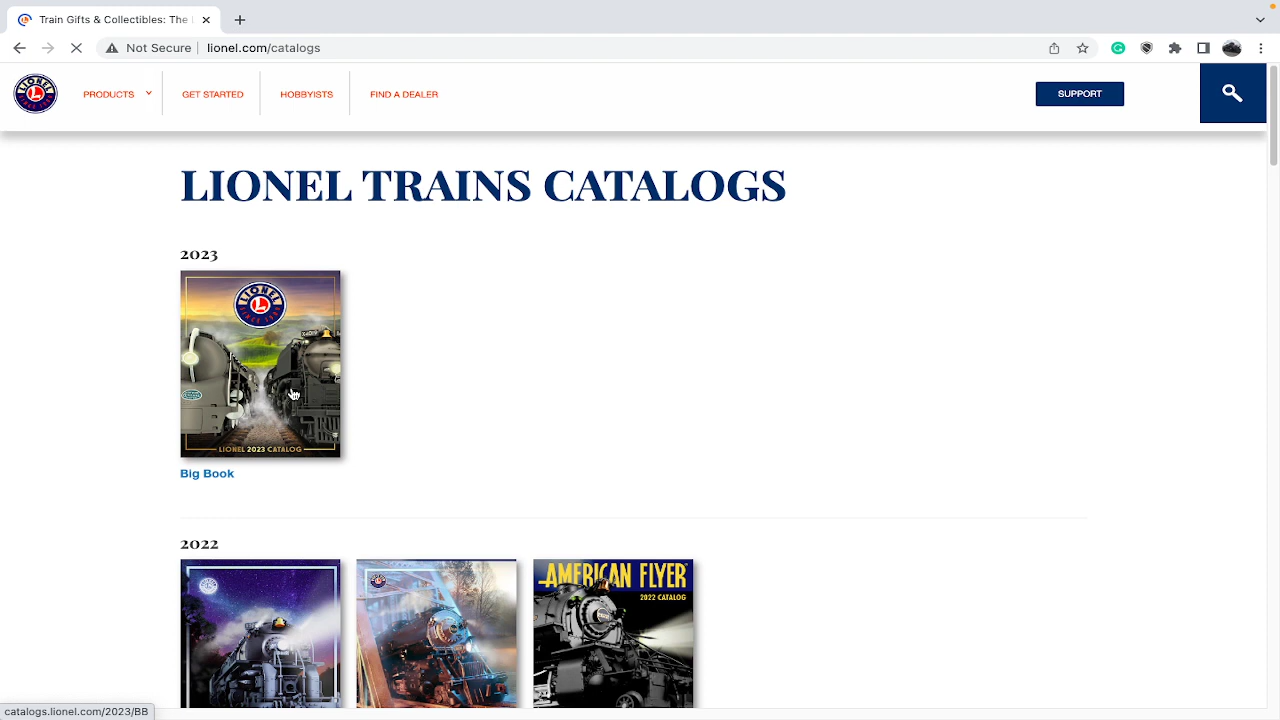 Train Gifts & Collectibles: The
Not Secure
lionel.com/catalogs
LIONEL
PRODUCTS
GET STARTED
HOBBYISTS
FIND A DEALER
SUPPORT
LIONEL TRAINS CATALOGS
2023
LIONEL
L
LIONEL 2023 CATALOG
Big Book
2022
AMERICAN FLYER
2022 CATALOG
catalogs.lionel.com/2023/BB